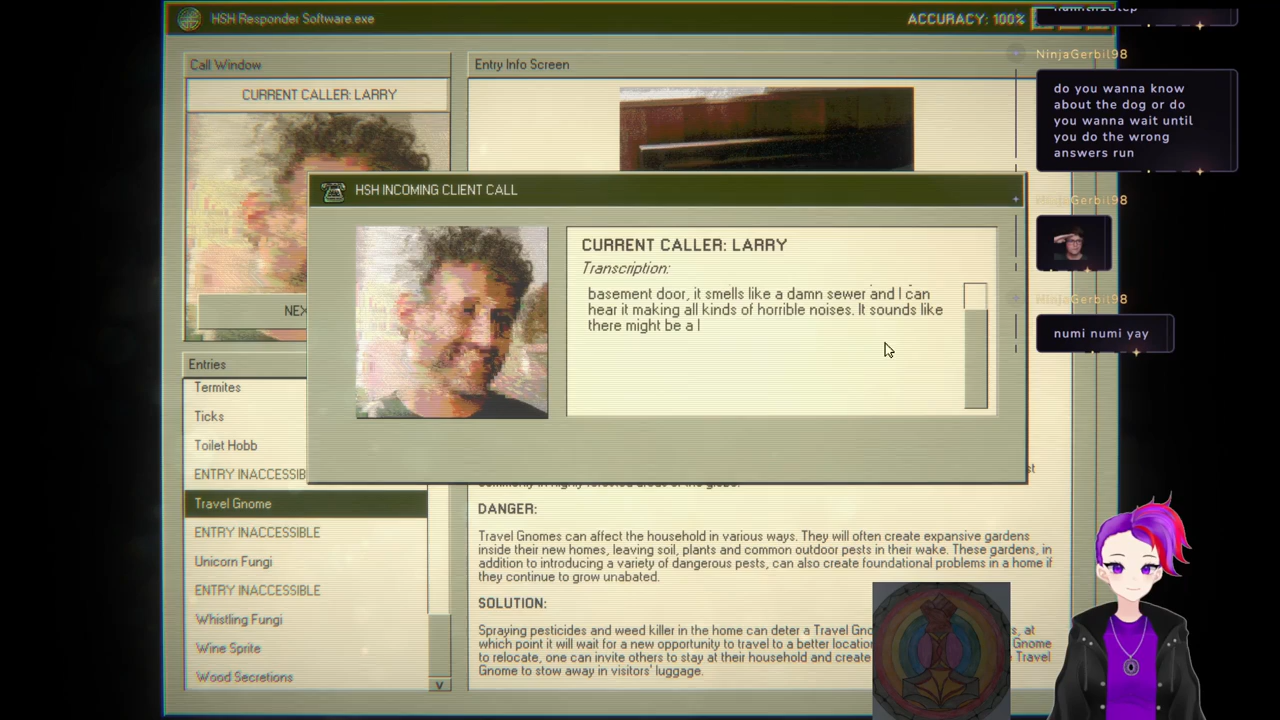 HSH Responder Software.exe
ACCURACY: 100%
Call Window
CURRENT CALLER: LARRY
Entry Info Screen
HSH INCOMING CLIENT CALL
CURRENT CALLER: LARRY
Transcription:
basement door, it smells like a damn sewer and I can
hear it making all kinds of horrible noises. It sounds like
there might be a l
NEX
Entries
Termites
Ticks
Toilet Hobb
ENTRY INACCESSIB
Travel Gnome
ENTRY INACCESSIBLE
Unicorn Fungi
ENTRY INACCESSIBLE
Whistling Fungi
Wine Sprite
Wood Secretions
v
DANGER:
Travel Gnomes can affect the household in various ways. They will often create expansive gardens
inside their new homes, leaving soil, plants and common outdoor pests in their wake. These gardens, in
addition to introducing a variety of dangerous pests, can also create foundational problems in a home if
they continue to grow unabated.
SOLUTION:
Spraying pesticides and weed killer in the home can deter a Travel Gno s, at
which point it will wait for a new opportunity to travel to a better location Gnome
to relocate, one can invite others to stay at their household and create Travel
Gnome to stow away in visitors' luggage.
NinjaGerbil98
do you wanna know
about the dog or do
you wanna wait until
you do the wrong
answers run
Gerbil98
NinjaGerbil98
numi numi yay